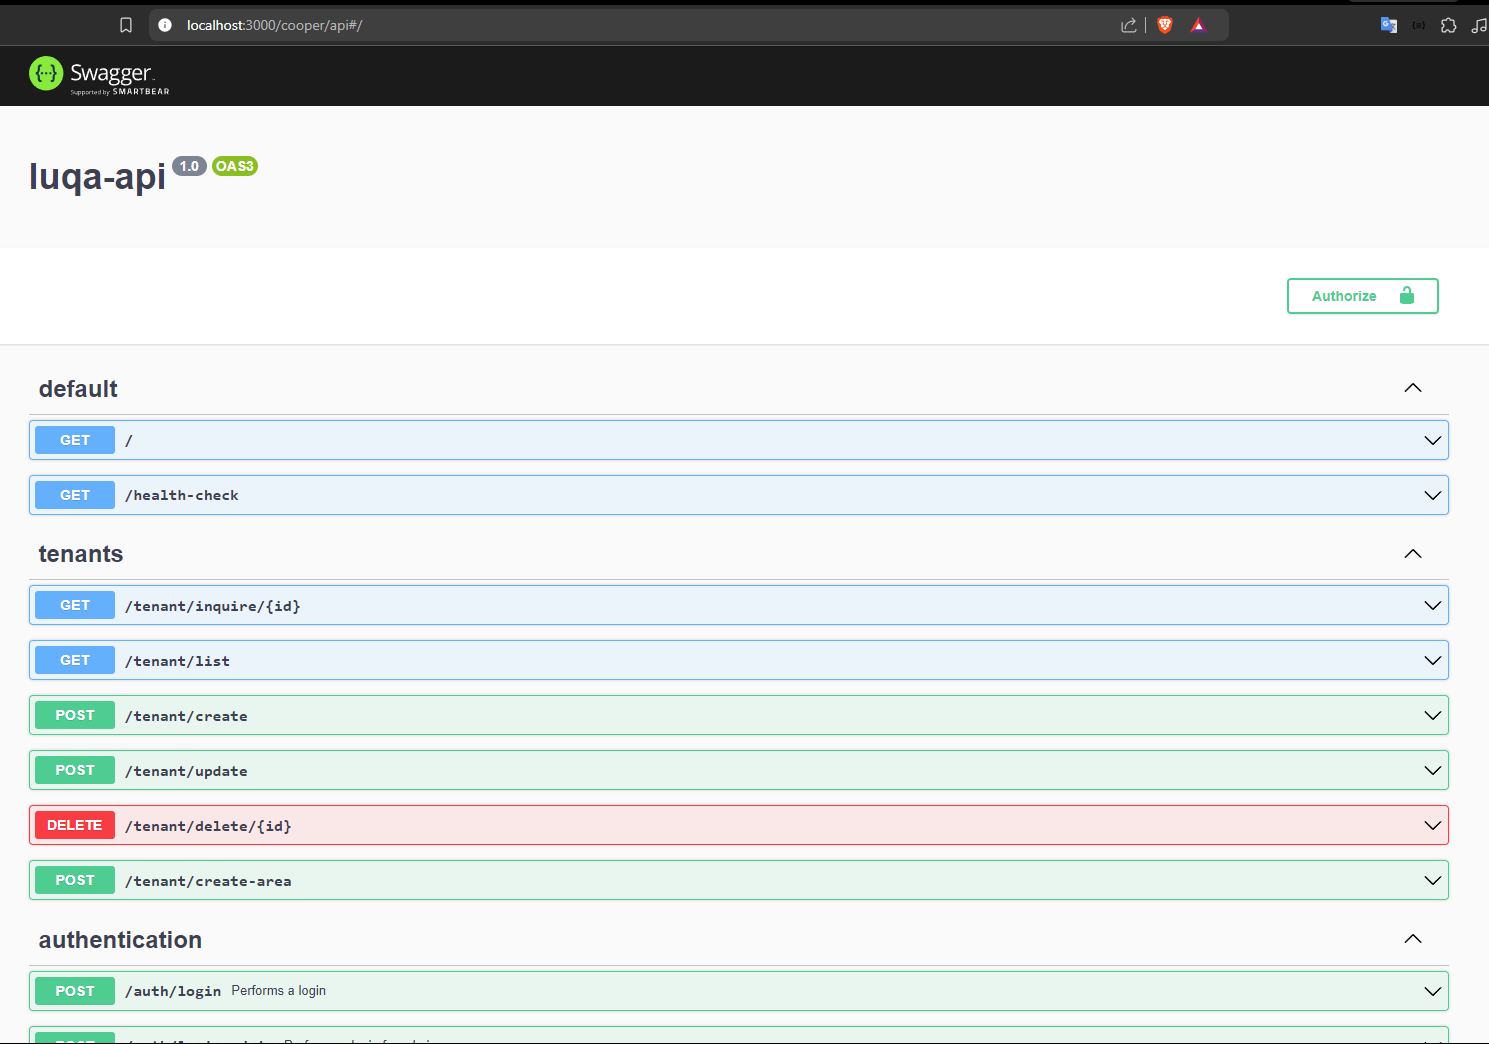 localhost:3000/cooper/api#/
Swagger.
Supported by SMARTBEAR
luqa-api 1.0 OAS3
Authorize
default
GET /
GET /health-check
tenants
GET /tenant/inquire/{id}
GET /tenant/list
POST /tenant/create
POST /tenant/update
DELETE /tenant/delete/{id}
POST /tenant/create-area
authentication
POST /auth/login Performs a login
POST